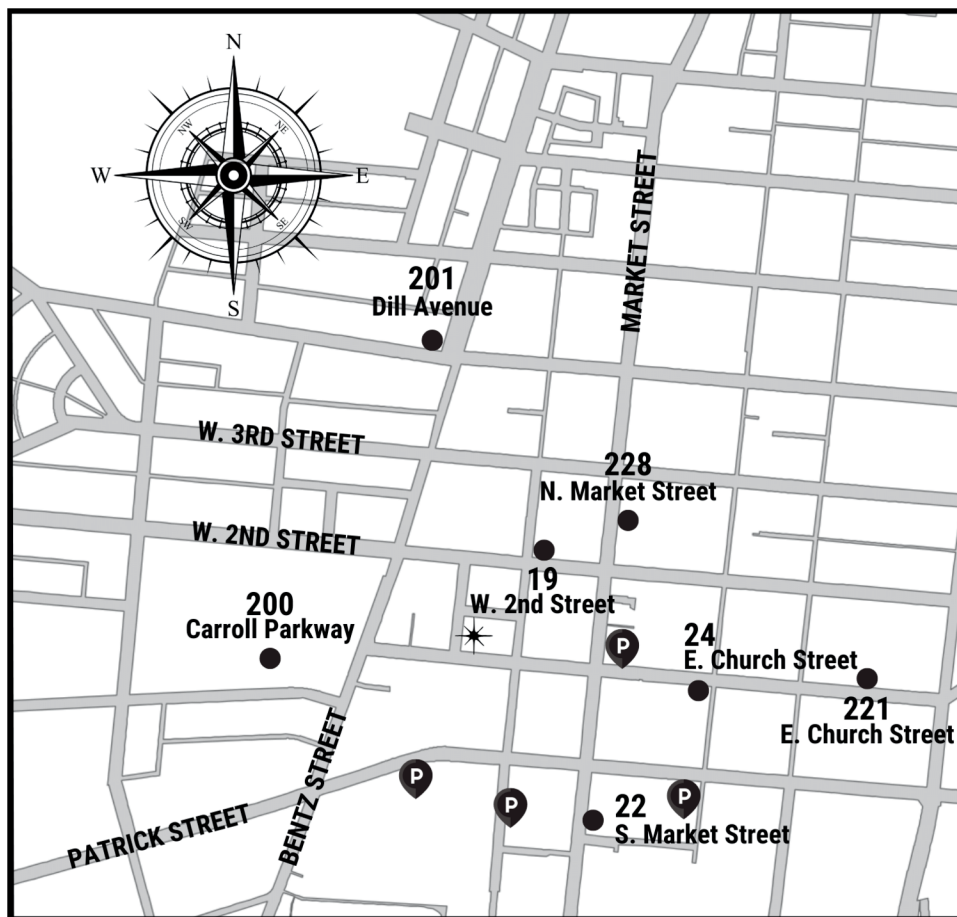 N
NW
NE
W
E
SW
SE
S
201
Dill Avenue
MARKET STREET
W. 3RD STREET
228
N. Market Street
W. 2ND STREET
19
W. 2nd Street
200
Carroll Parkway
24
E. Church Street
P
221
E. Church Street
BENTZ STREET
P
P
P
22
S. Market Street
PATRICK STREET